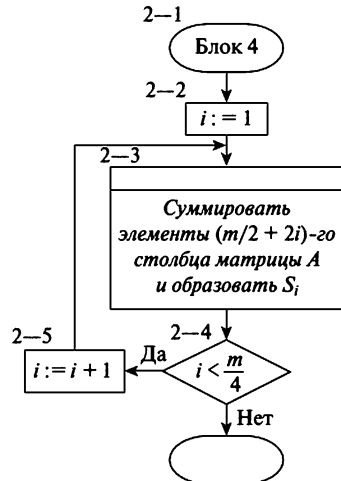 2—1
Блок 4
2—2
i := 1
2—3
Суммировать
элементы (m/2 + 2i)-го
столбца матрицы A
и образовать Sᵢ
2—4
2—5
Да
i := i + 1
i < m/4
Нет